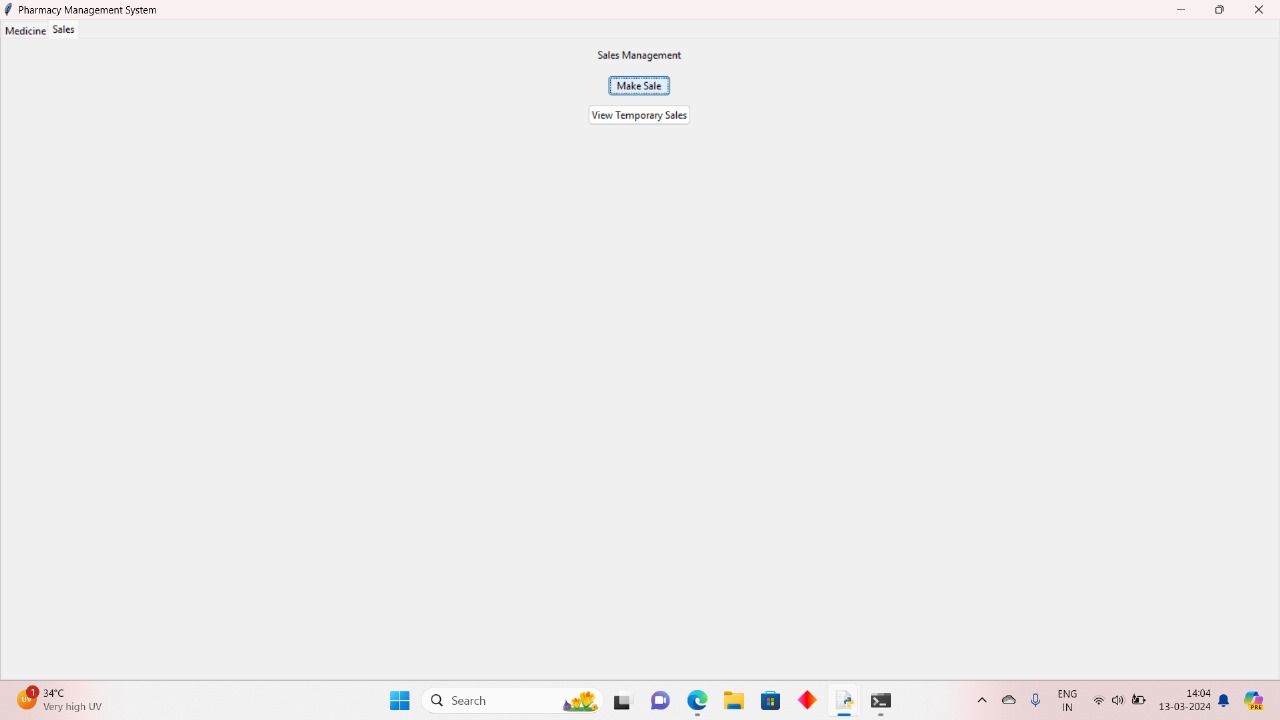 Pharmacy Management System
Medicine Sales
Sales Management
Make Sale
View Temporary Sales
1
34°C
Very high UV
Search
ENG
IN
14:04
13-03-2024